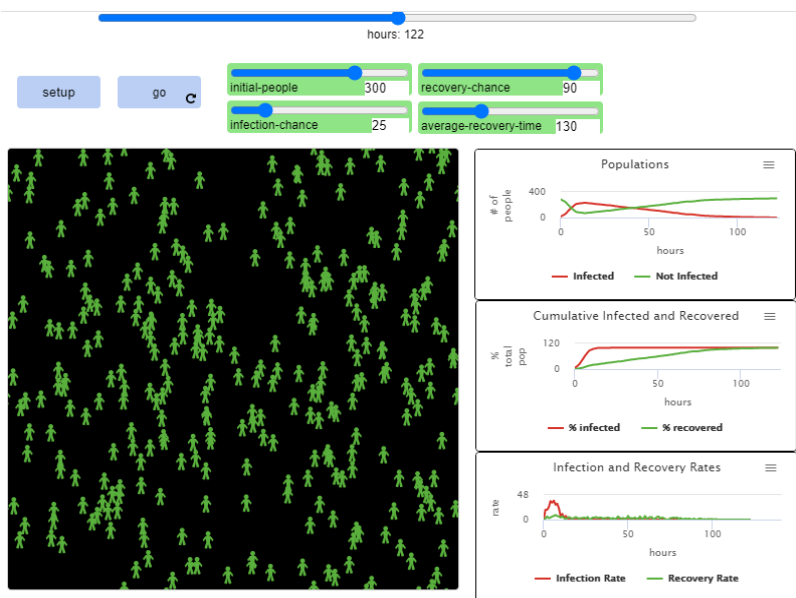 hours: 122
setup
go
initial-people 300
recovery-chance 90
infection-chance 25
average-recovery-time 130
Populations
# of people
400
0
0 50 100
hours
Infected Not Infected
Cumulative Infected and Recovered
% total pop
120
0
0 50 100
hours
% infected % recovered
Infection and Recovery Rates
rate
48
0
0 50 100
hours
Infection Rate Recovery Rate